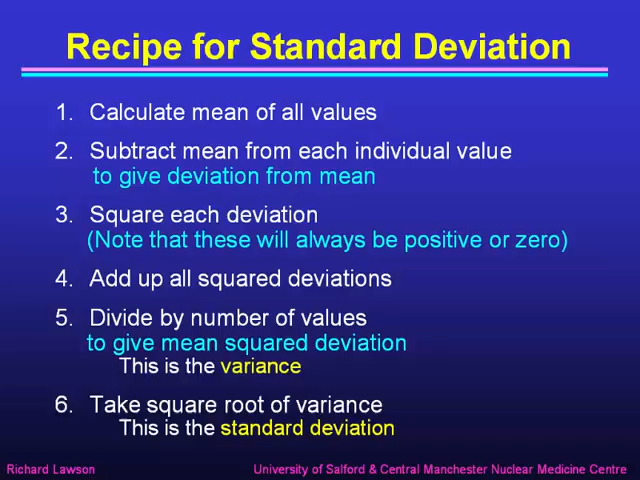 Recipe for Standard Deviation
1. Calculate mean of all values
2. Subtract mean from each individual value
to give deviation from mean
3. Square each deviation
(Note that these will always be positive or zero)
4. Add up all squared deviations
5. Divide by number of values
to give mean squared deviation
This is the variance
6. Take square root of variance
This is the standard deviation
Richard Lawson University of Salford & Central Manchester Nuclear Medicine Centre